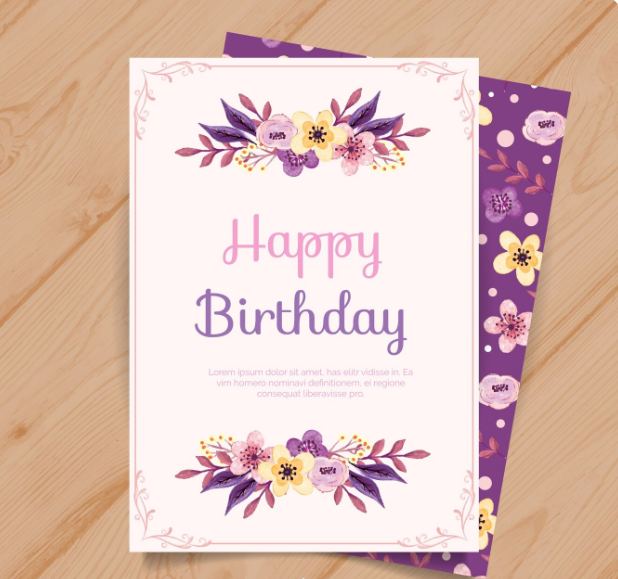 Happy
Birthday
Lorem ipsum dolor sit amet, has elitr vidisse in. Ea
vim homero nominavi definitionem, ei regione
consequat liberavisse pro.